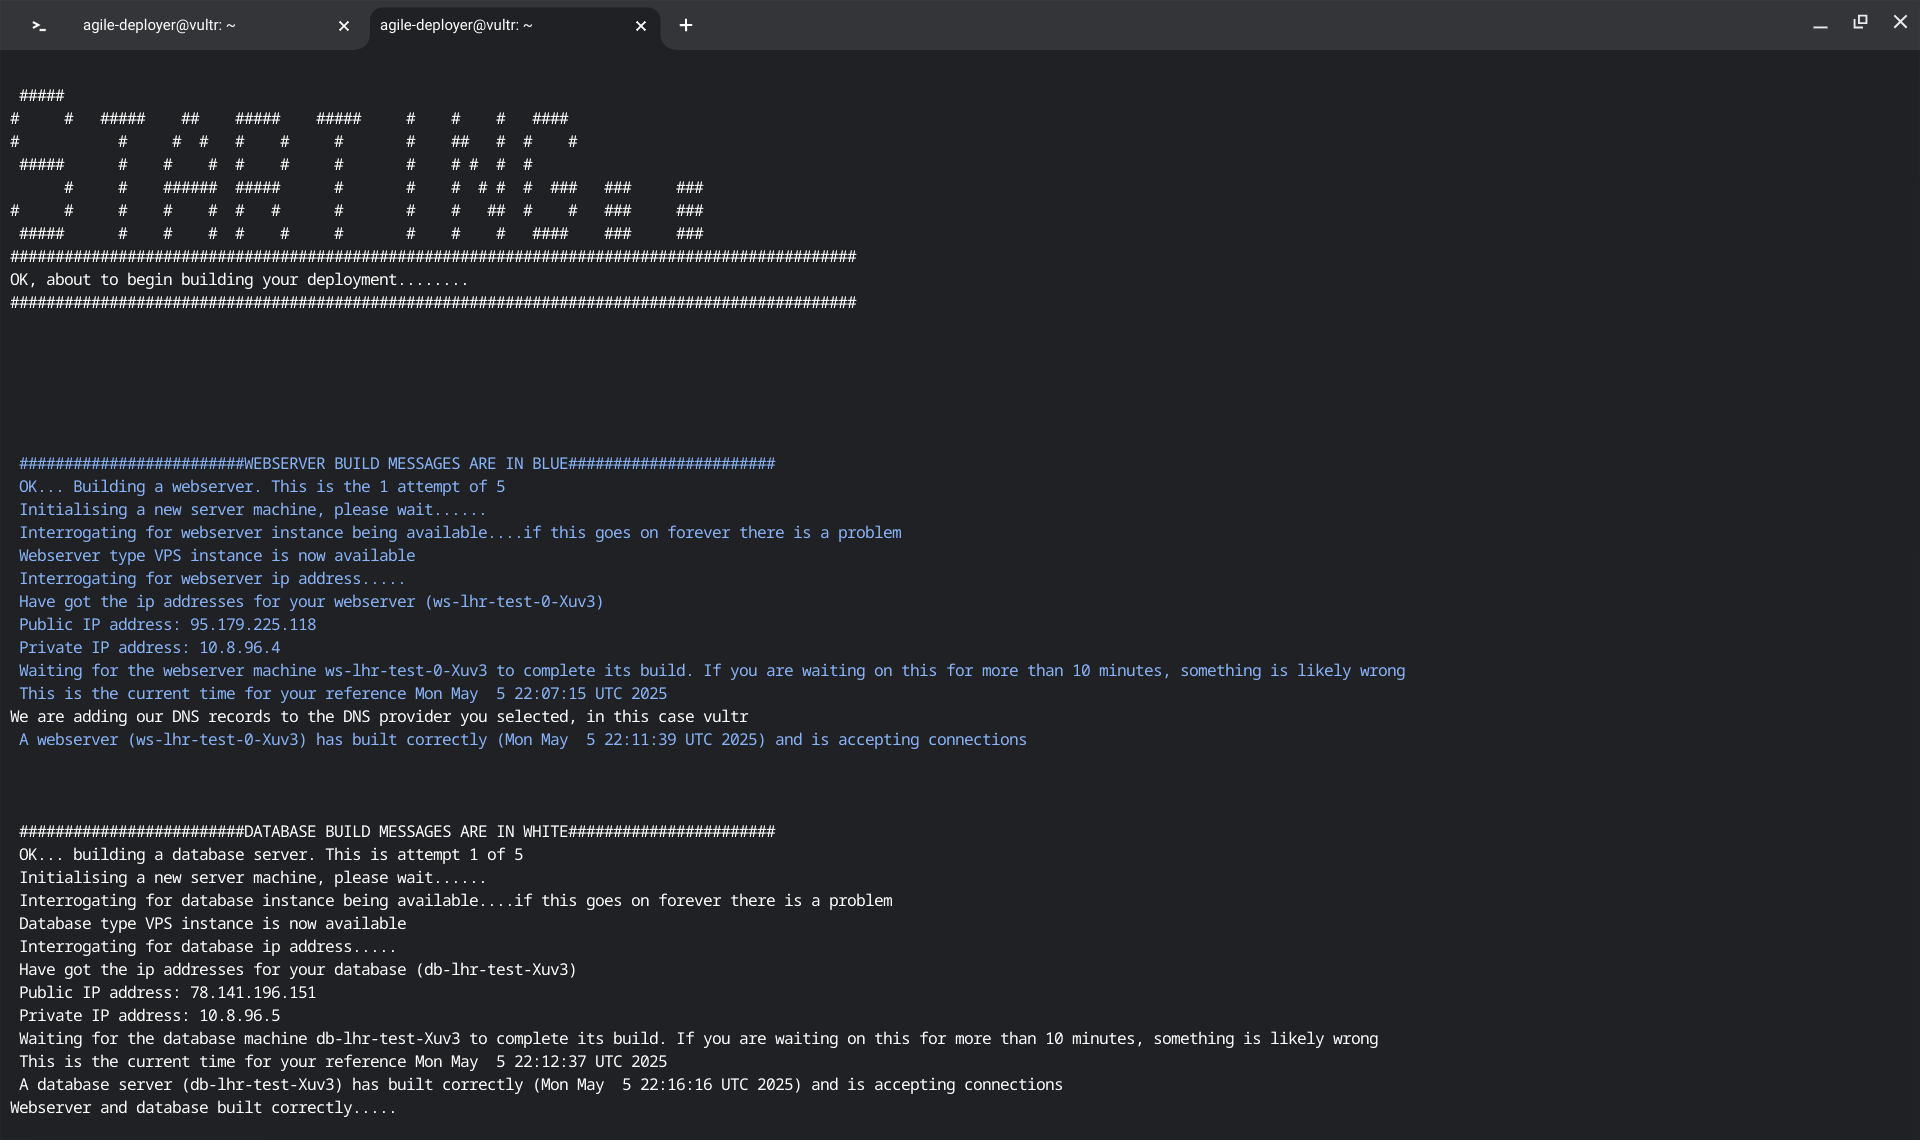 agile-deployer@vultr: ~
agile-deployer@vultr: ~
STARTING..
##############################################################################################
OK, about to begin building your deployment........
##############################################################################################
#########################WEBSERVER BUILD MESSAGES ARE IN BLUE#######################
OK... Building a webserver. This is the 1 attempt of 5
Initialising a new server machine, please wait......
Interrogating for webserver instance being available....if this goes on forever there is a problem
Webserver type VPS instance is now available
Interrogating for webserver ip address.....
Have got the ip addresses for your webserver (ws-lhr-test-0-Xuv3)
Public IP address: 95.179.225.118
Private IP address: 10.8.96.4
Waiting for the webserver machine ws-lhr-test-0-Xuv3 to complete its build. If you are waiting on this for more than 10 minutes, something is likely wrong
This is the current time for your reference Mon May  5 22:07:15 UTC 2025
We are adding our DNS records to the DNS provider you selected, in this case vultr
A webserver (ws-lhr-test-0-Xuv3) has built correctly (Mon May  5 22:11:39 UTC 2025) and is accepting connections
#########################DATABASE BUILD MESSAGES ARE IN WHITE#######################
OK... building a database server. This is attempt 1 of 5
Initialising a new server machine, please wait......
Interrogating for database instance being available....if this goes on forever there is a problem
Database type VPS instance is now available
Interrogating for database ip address.....
Have got the ip addresses for your database (db-lhr-test-Xuv3)
Public IP address: 78.141.196.151
Private IP address: 10.8.96.5
Waiting for the database machine db-lhr-test-Xuv3 to complete its build. If you are waiting on this for more than 10 minutes, something is likely wrong
This is the current time for your reference Mon May  5 22:12:37 UTC 2025
A database server (db-lhr-test-Xuv3) has built correctly (Mon May  5 22:16:16 UTC 2025) and is accepting connections
Webserver and database built correctly.....